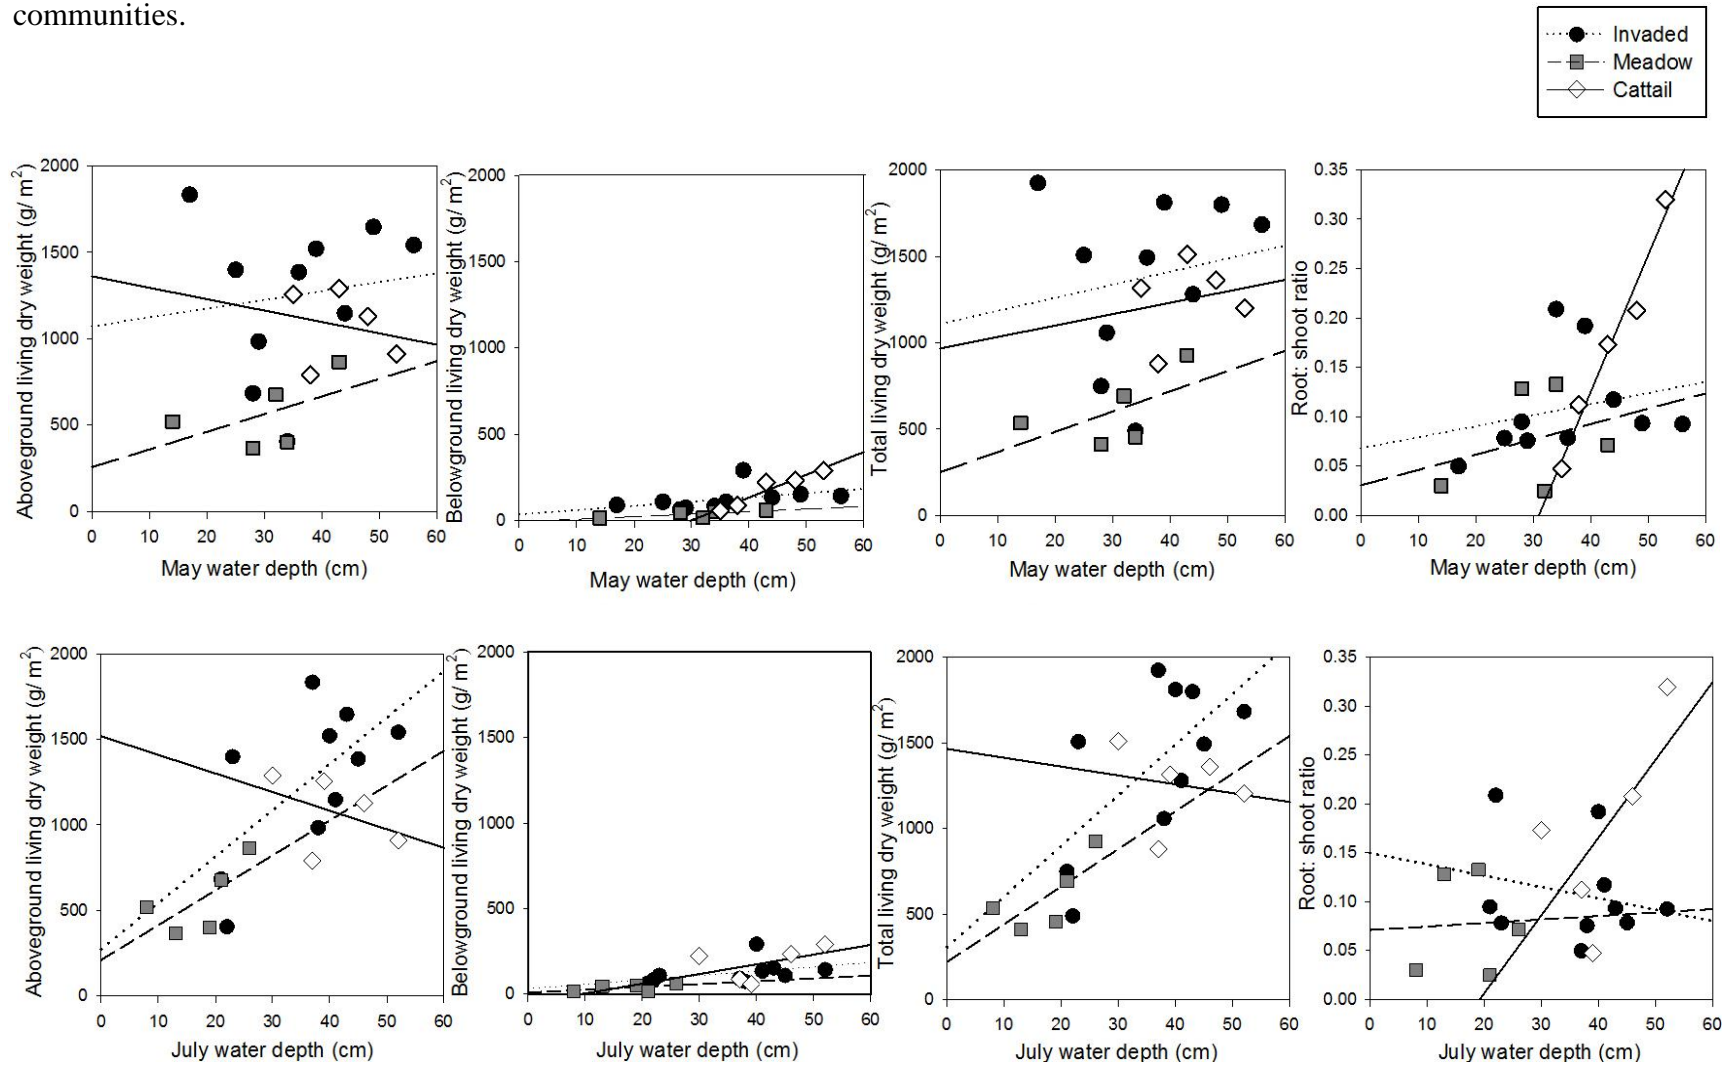 communities.
Invaded
Meadow
Cattail
Aboveground living dry weight (g/ m2)
2000
1500
1000
500
0
0 10 20 30 40 50 60
May water depth (cm)
Belowground living dry weight (g/ m2)
2000
1500
1000
500
0
0 10 20 30 40 50 60
May water depth (cm)
Total living dry weight (g/ m2)
2000
1500
1000
500
0
0 10 20 30 40 50 60
May water depth (cm)
Root: shoot ratio
0.35
0.30
0.25
0.20
0.15
0.10
0.05
0.00
0 10 20 30 40 50 60
May water depth (cm)
Aboveground living dry weight (g/ m2)
2000
1500
1000
500
0
0 10 20 30 40 50 60
July water depth (cm)
Belowground living dry weight (g/ m2)
2000
1500
1000
500
0
0 10 20 30 40 50 60
July water depth (cm)
Total living dry weight (g/ m2)
2000
1500
1000
500
0
0 10 20 30 40 50 60
July water depth (cm)
Root: shoot ratio
0.35
0.30
0.25
0.20
0.15
0.10
0.05
0.00
0 10 20 30 40 50 60
July water depth (cm)